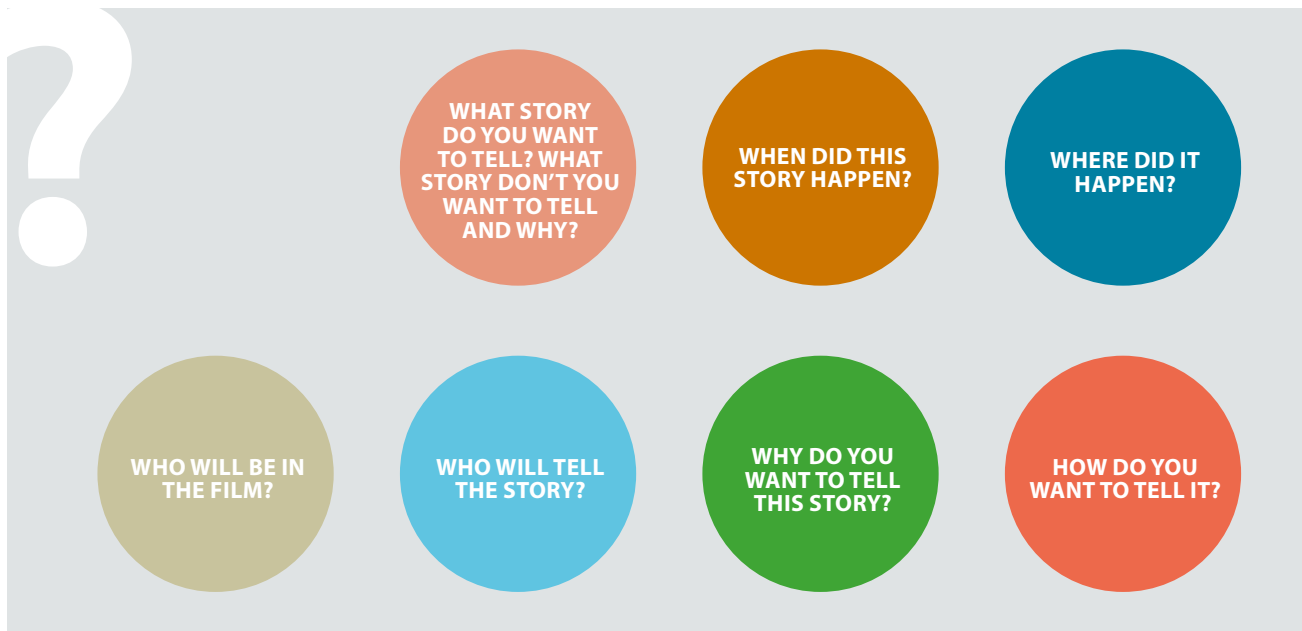 ?
WHAT STORY
DO YOU WANT
TO TELL? WHAT
STORY DON'T YOU
WANT TO TELL
AND WHY?
WHEN DID THIS
STORY HAPPEN?
WHERE DID IT
HAPPEN?
WHO WILL BE IN
THE FILM?
WHO WILL TELL
THE STORY?
WHY DO YOU
WANT TO TELL
THIS STORY?
HOW DO YOU
WANT TO TELL IT?